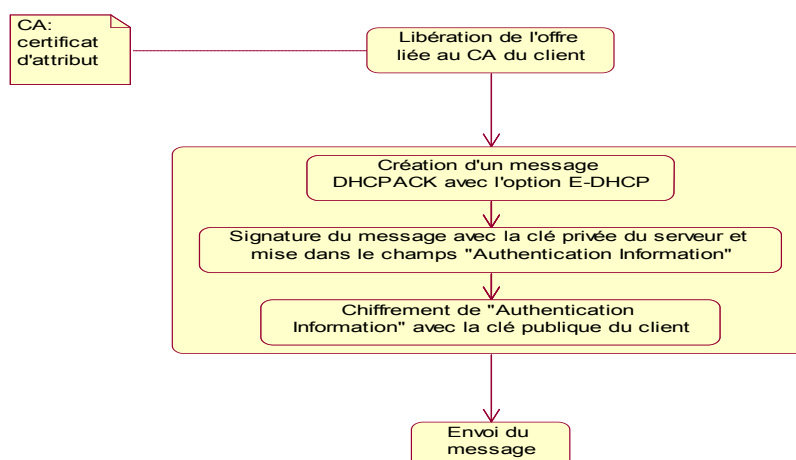 CA:
certificat
d'attribut
Libération de l'offre
liée au CA du client
Création d'un message
DHCPACK avec l'option E-DHCP
Signature du message avec la clé privée du serveur et
mise dans le champs "Authentication Information"
Chiffrement de "Authentication
Information" avec la clé publique du client
Envoi du
message